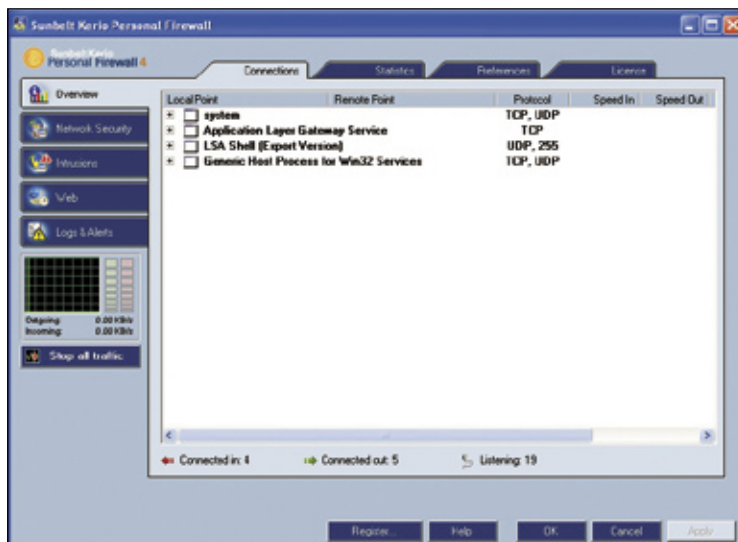 Sunbelt Kerio Personal Firewall
Sunbelt Kerio
Personal Firewall 4
Connections Statistics Preferences License
Overview
Network Security
Intrusions
Web
Logs & Alerts
Local Point Remote Point Protocol Speed In Speed Out
system TCP, UDP
Application Layer Gateway Service TCP
LSA Shell (Export Version) UDP, 255
Generic Host Process for Win32 Services TCP, UDP
Outgoing: 0.00 KB/s
Incoming: 0.00 KB/s
Stop all traffic
Connected in: 4 Connected out: 5 Listening: 19
Register... Help OK Cancel Apply